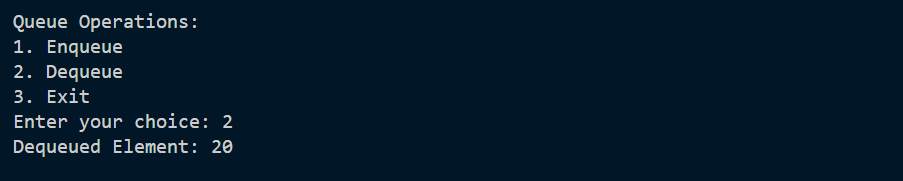 Queue Operations:
1. Enqueue
2. Dequeue
3. Exit
Enter your choice: 2
Dequeued Element: 20